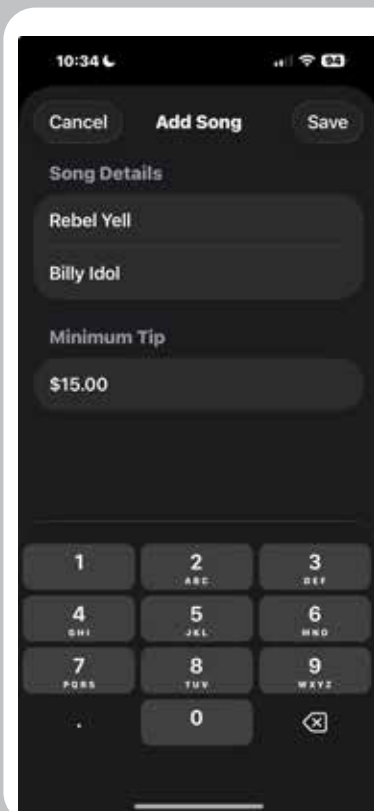 10:34
94
Cancel Add Song Save
Song Details
Rebel Yell
Billy Idol
Minimum Tip
$15.00
1 2 3
ABC DEF
4 5 6
GHI JKL MNO
7 8 9
PQRS TUV WXYZ
. 0